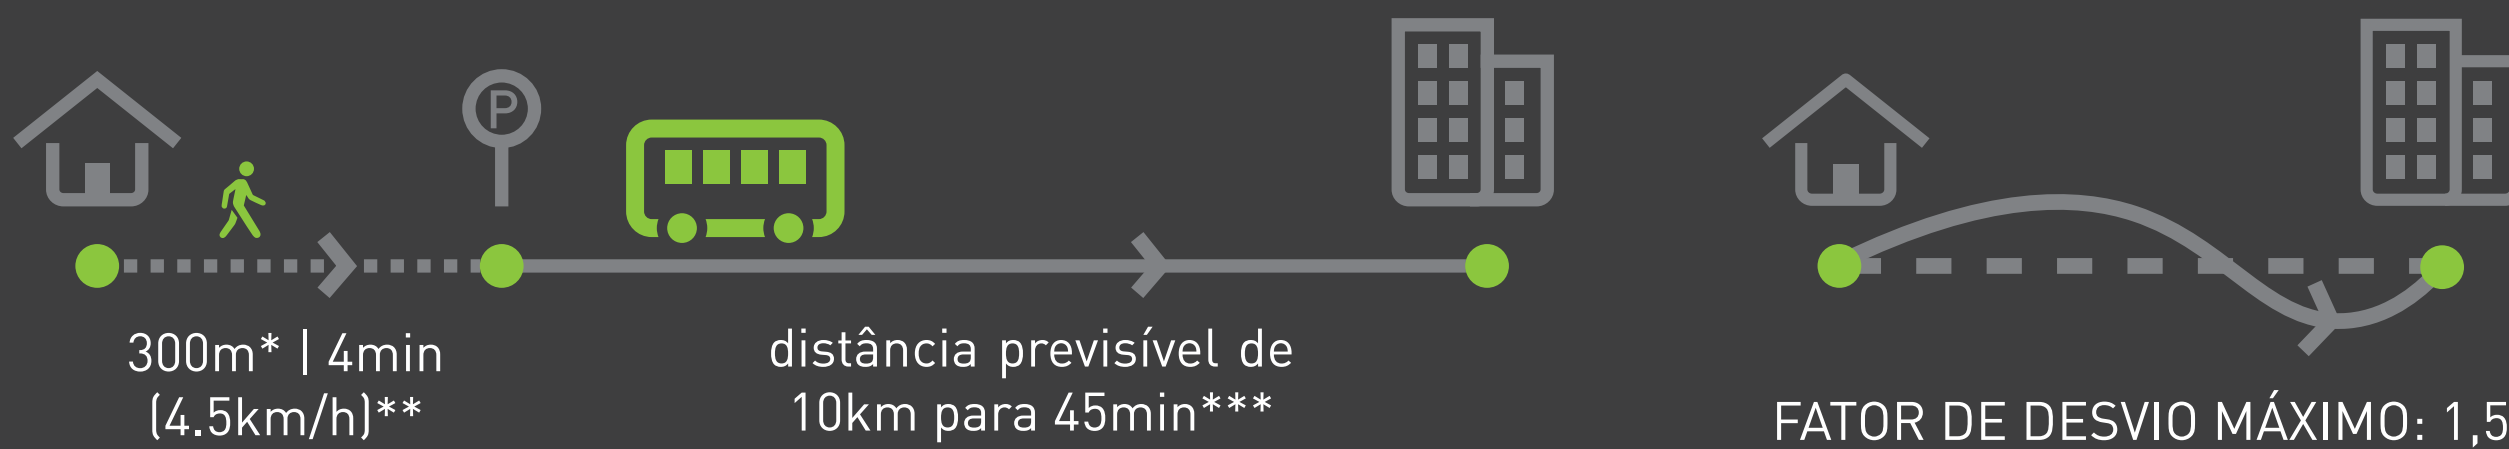 P
300m* | 4min
(4.5km/h)**
distância previsível de
10km para 45min***
FATOR DE DESVIO MÁXIMO: 1,5